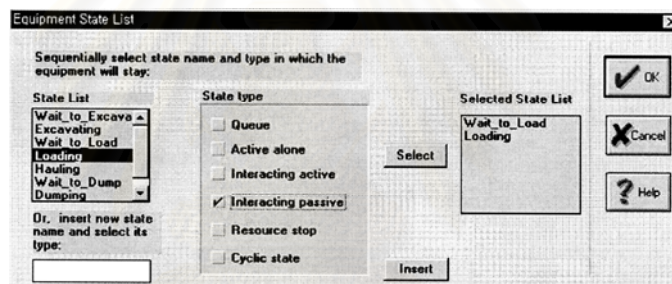 Equipment State List
Sequentially select state name and type in which the
equipment will stay:
State List
Wait_to_Excava
Excavating
Wait_to_Load
Loading
Hauling
Wait_to_Dump
Dumping
Or, insert new state
name and select its
type:
State type
Queue
Active alone
Interacting active
Interacting passive
Resource stop
Cyclic state
Select
Insert
Selected State List
Wait_to_Load
Loading
OK
Cancel
Help